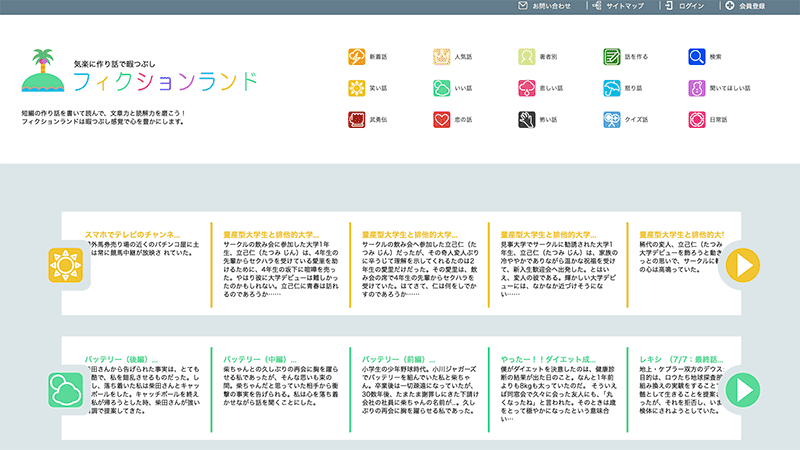 お問い合わせ
サイトマップ
ログイン
会員登録
気楽に作り話で暇つぶし
フィクションランド
短編の作り話を書いて読んで、文章力と読解力を磨こう！
フィクションランドは暇つぶし感覚で心を豊かにします。
新着話
人気話
著者別
話を作る
検索
笑い話
いい話
悲しい話
怒り話
聞いてほしい話
武勇伝
恋の話
怖い話
クイズ話
日常話
スマホでテレビのチャンネ...
場外馬券売り場の近くのパチンコ屋に土
は常に競馬中継が放映されていた。
量産型大学生と排他的大学...
サークルの飲み会に参加した大学1年
生、立己仁（たつみ じん）は、4年生の
先輩からセクハラを受けている愛里を助
けるために、4年生の坂下に喧嘩を売っ
た。やはり彼に大学デビューは難しかっ
たのかもしれない。立己仁に青春は訪れ
るのであろうか……
量産型大学生と排他的大学...
サークルの飲み会へ参加した立己仁（た
つみ じん）だったが、その奇人変人ぶり
に辛うじて理解を示してくれるたのは2
年生の愛里だけだった。その愛里は、飲
み会の席で4年生の先輩からセクハラを
受けていた。はてさて、仁は何をしでか
すのであろうか……
量産型大学生と排他的大学...
見事大学でサークルに勧誘された大学1
年生、立己仁（たつみ じん）は、家族の
冷ややかでありながら温かな祝福を受け
て、新入生歓迎会へ出発した。とはい
え、変人の彼である。輝かしい大学デビ
ューには、なかなか近づけそうにな
い……
量産型大学生と排他的大
稀代の変人、立己仁（たつみ
大学デビューを飾ろうと動き
っとの思いで、サークルに
の心は高鳴っていた。
バッテリー（後編）...
柴田さんから告げられた事実は、とても
酷で、私を錯乱させるものだった。し
し、落ち着いた私は柴田さんとキャッ
ボールをした。キャッチボールを終え
が帰ろうとした時、柴田さんが強い
調で提案してきた。
バッテリー（中編）...
柴ちゃんとの久しぶりの再会に胸を躍ら
せる私であったが、そんな思いも束の
間。柴ちゃんだと思っていた相手から衝
撃の事実を告げられる。私は心を落ち着
かせながら話を聞くことにした。
バッテリー（前編）...
小学生の少年野球時代。小川ジャガーズ
でバッテリーを組んでいた私と柴ちゃ
ん。卒業後は一切疎遠になっていたが、
30数年後、たまたま謝罪しにきた下請け
会社の社員に柴ちゃんの名前が...。久し
ぶりの再会に胸を躍らせる私であった。
やったー！！ダイエット成...
僕がダイエットを決意したのは、健康診
断の結果が出た日のこと。なんと1年前
よりも8kgも太っていたのだ。 そういえ
ば同窓会で久々に会った友人にも、「丸
くなったね」と言われた。そのときは歳
をとって穏やかになったという意味合
い…
レキシ （7/7：最終話...
地上・ケプラー双方のデウス
目的は、ロウたち地球探査
組み換えの実験をすること
髄として生きることを提案さ
ったが、それを拒否し、いま
検体にされようとしていた。